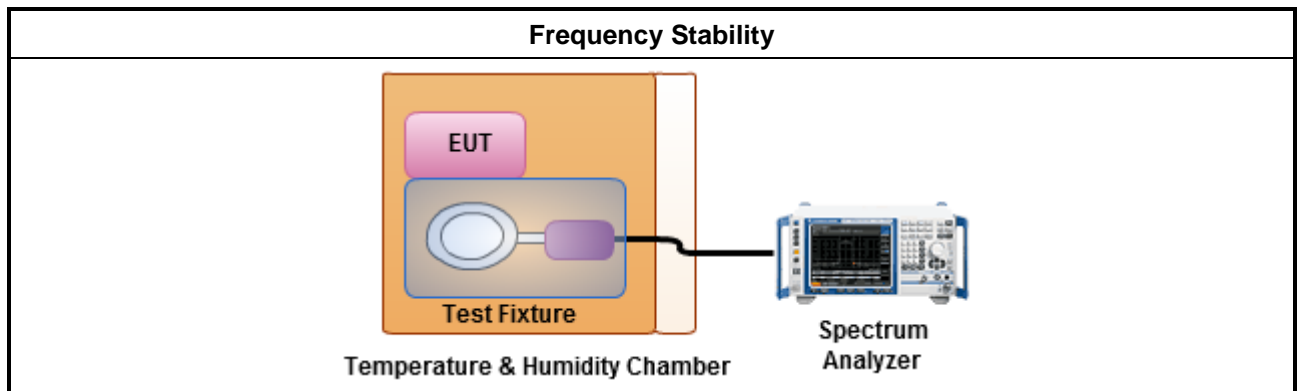 Frequency Stability
EUT
Test Fixture
Temperature & Humidity Chamber
Spectrum
Analyzer